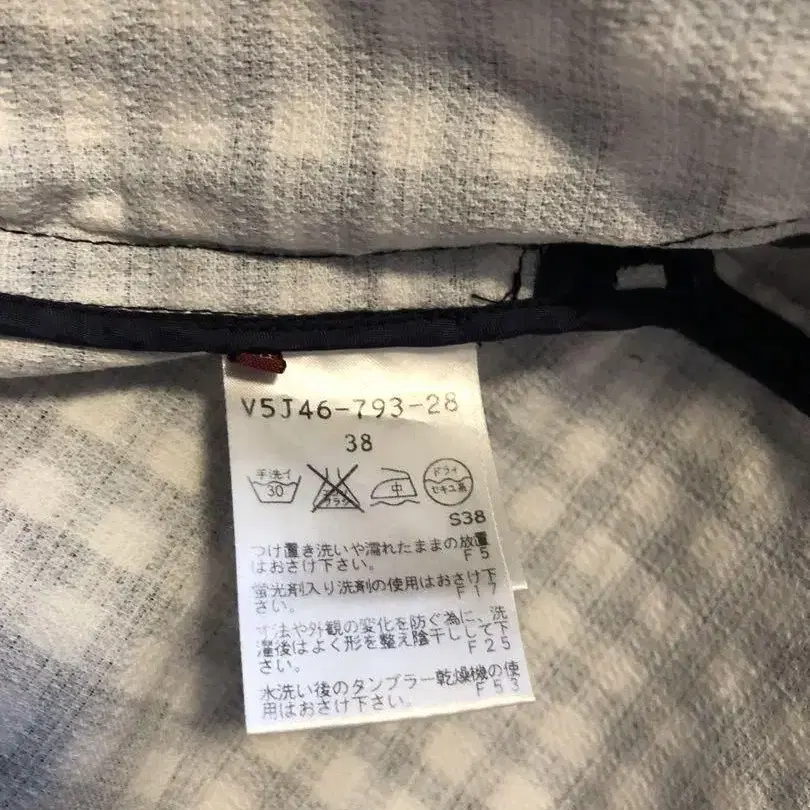 V5J46-793-28
38
手洗イ
30
エンソ
サラシ
中
ドライ
セキユ系
S38
つけ置き洗いや濡れたままの放置
はおさけ下さい。 F5
蛍光剤入り洗剤の使用はおさけ下
さい。 F17
寸法や外観の変化を防ぐ為に、洗
濯後はよく形を整え陰干しして下
さい。 F25
水洗い後のタンブラー乾燥機の使
用はおさけ下さい。 F53